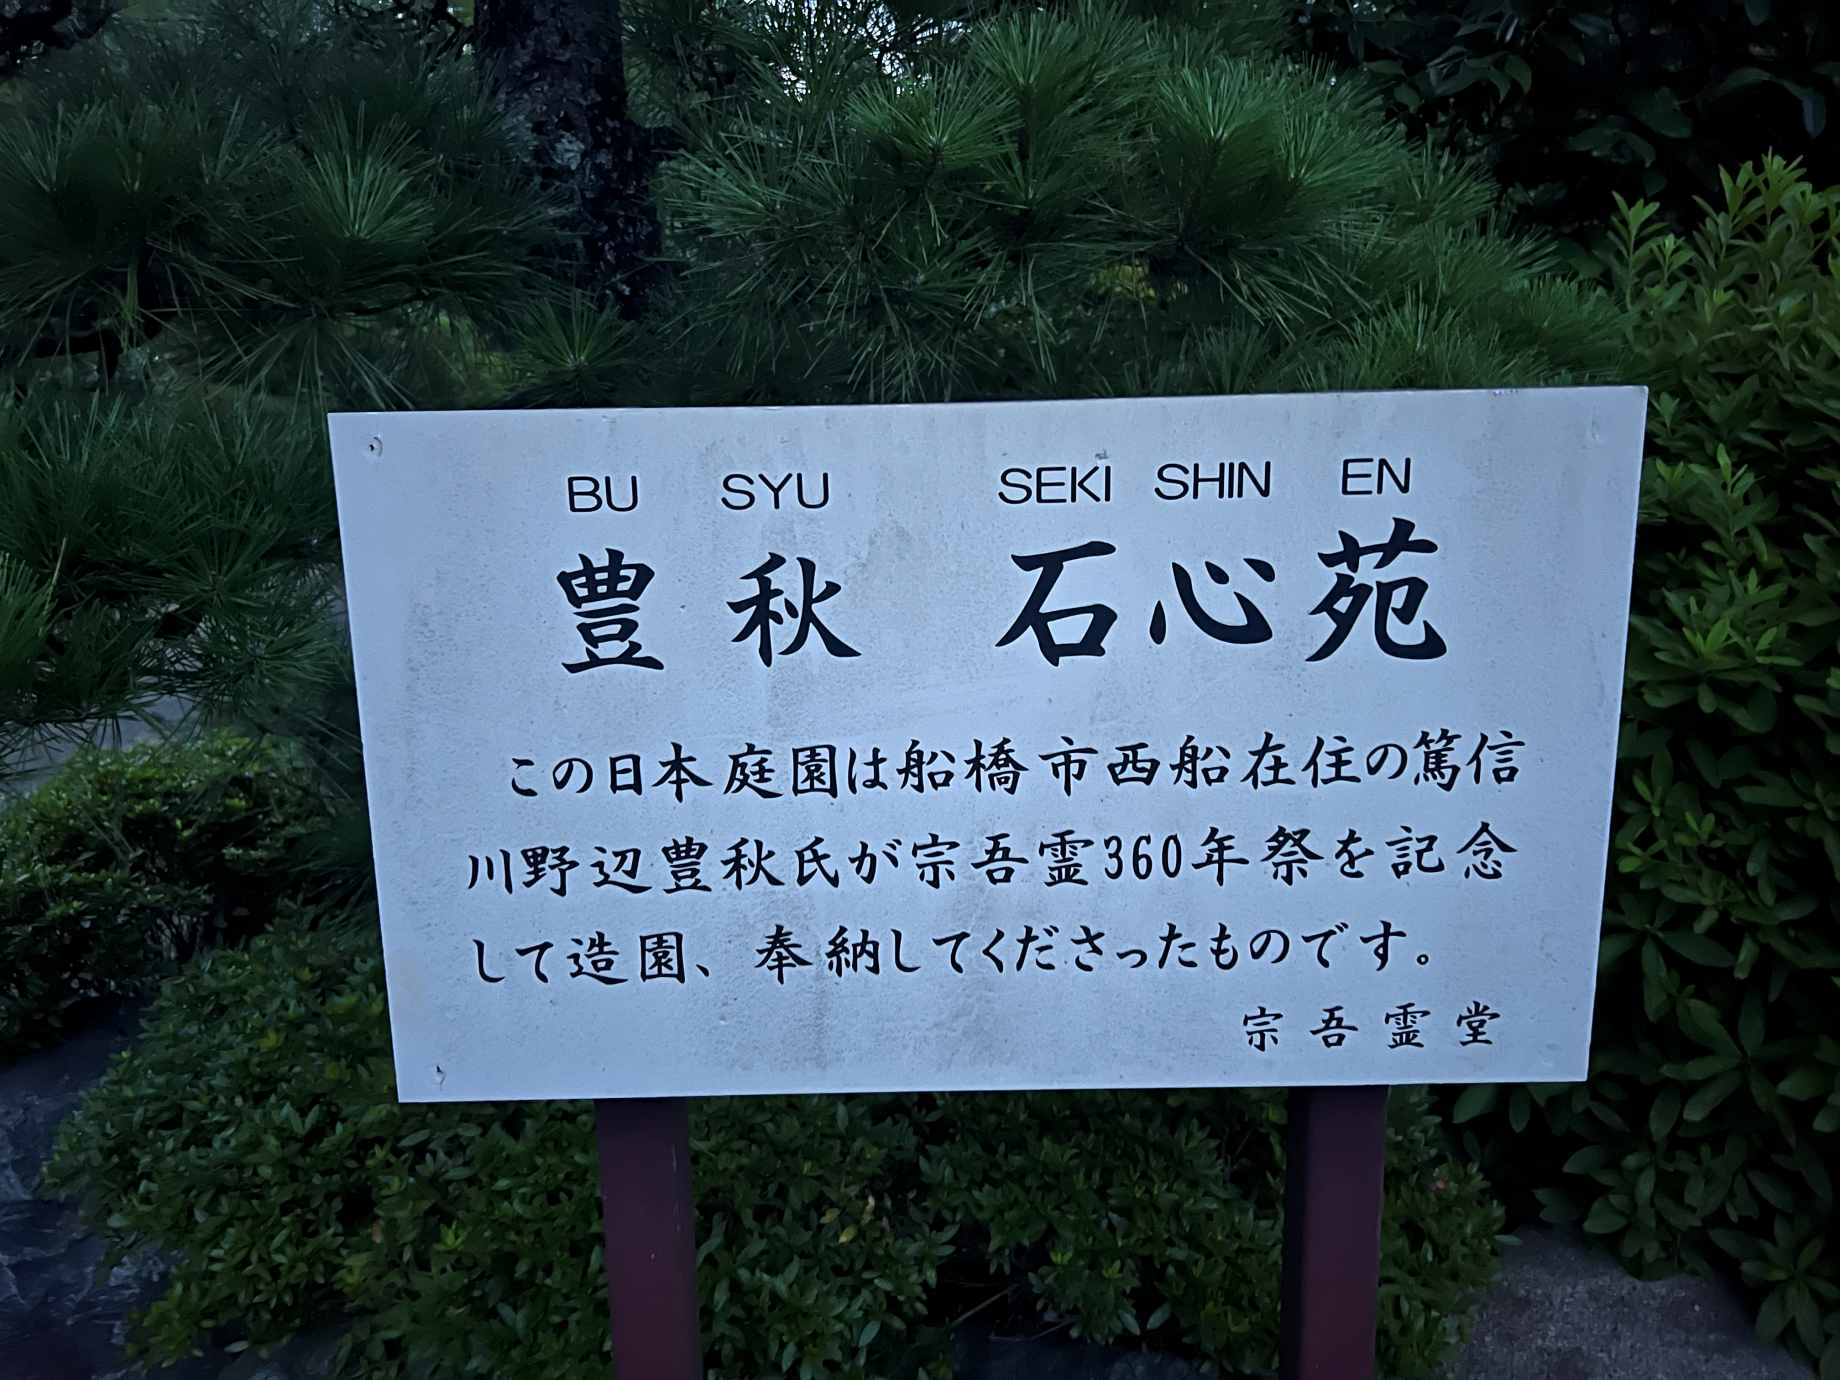 BU SYU SEKI SHIN EN
豊秋 石心苑
この日本庭園は船橋市西船在住の篤信
川野辺豊秋氏が宗吾霊360年祭を記念
して造園、奉納してくださったものです。
宗吾霊堂